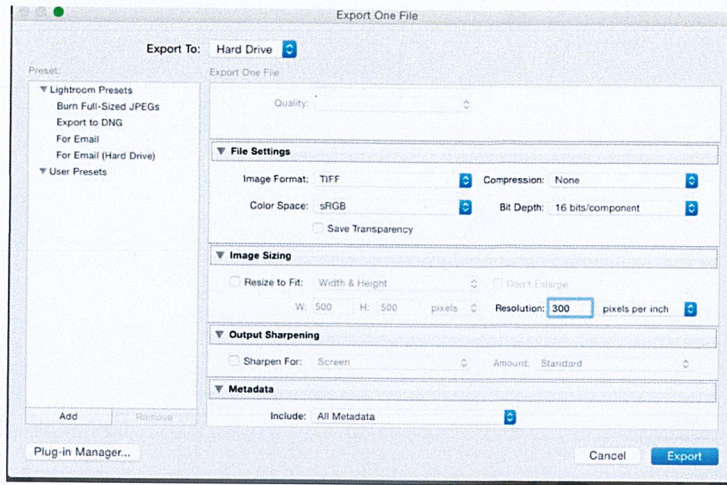 Export One File
Export To: Hard Drive
Preset:
Export One File
Lightroom Presets
Burn Full-Sized JPEGs
Export to DNG
For Email
For Email (Hard Drive)
User Presets
Quality:
File Settings
Image Format: TIFF Compression: None
Color Space: sRGB Bit Depth: 16 bits/component
Save Transparency
Image Sizing
Resize to Fit: Width & Height Don't Enlarge
W: 500 H: 500 pixels Resolution: 300 pixels per inch
Output Sharpening
Sharpen For: Screen Amount: Standard
Metadata
Include: All Metadata
Add Remove
Plug-in Manager... Cancel Export